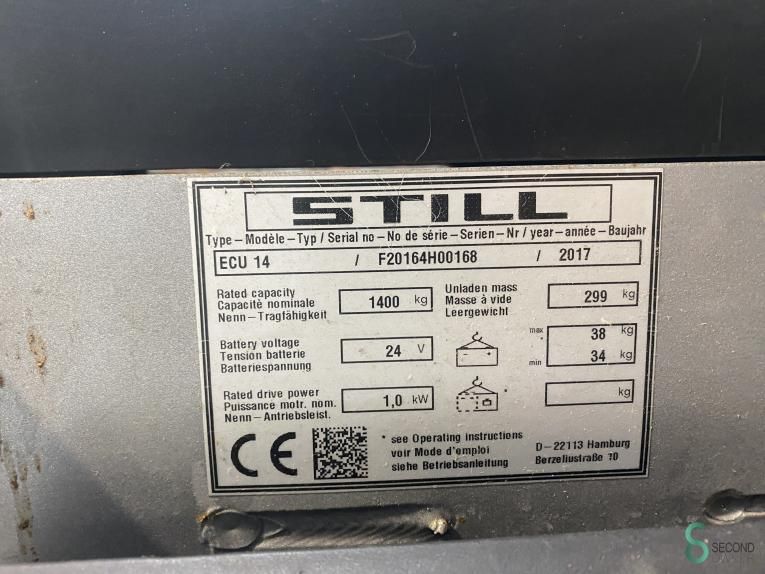 STILL
Type – Modèle – Typ / Serial no – No de série – Serien – Nr / year – année – Baujahr
ECU 14 / F20164H00168 / 2017
Rated capacity
Capacité nominale
Nenn – Tragfähigkeit
1400 kg
Unladen mass
Masse à vide
Leergewicht
299 kg
Battery voltage
Tension batterie
Batteriespannung
24 V
max 38 kg
* min 34 kg
Rated drive power
Puissance motr. nom.
Nenn – Antriebsleist.
1,0 kW
* kg
CE
* see Operating instructions
voir Mode d'emploi
siehe Betriebsanleitung
D – 22113 Hamburg
Berzeliustraße 10
SECOND